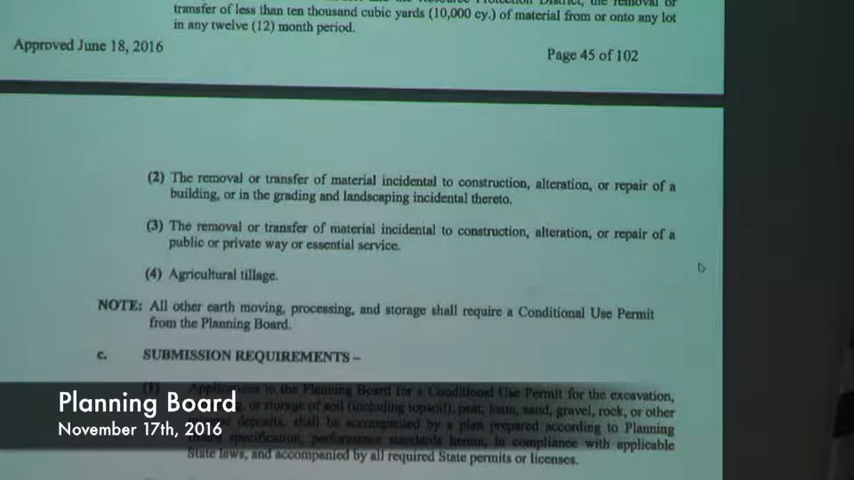 transfer of less than ten thousand cubic yards (10,000 cy.) of material from or onto any lot
in any twelve (12) month period.
Approved June 18, 2016
Page 45 of 102
(2) The removal or transfer of material incidental to construction, alteration, or repair of a
building, or in the grading and landscaping incidental thereto.
(3) The removal or transfer of material incidental to construction, alteration, or repair of a
public or private way or essential service.
(4) Agricultural tillage.
NOTE: All other earth moving, processing, and storage shall require a Conditional Use Permit
from the Planning Board.
c. SUBMISSION REQUIREMENTS –
(1) Applications to the Planning Board for a Conditional Use Permit for the excavation,
or storage of soil (including topsoil), peat, loam, sand, gravel, rock, or other
deposits, shall be accompanied by a plan prepared according to Planning
specification, performance standards herein, in compliance with applicable
State laws, and accompanied by all required State permits or licenses.
Planning Board
November 17th, 2016